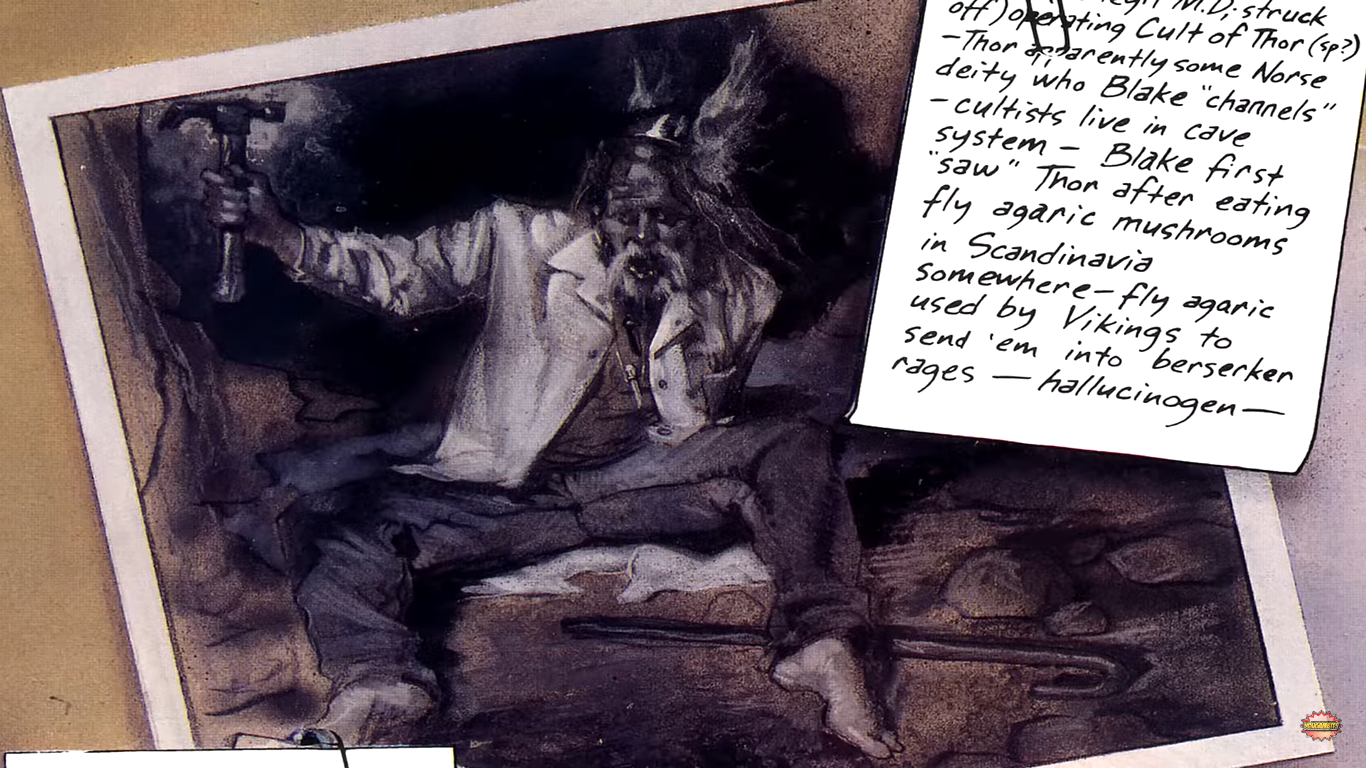 legit M.D; struck
off) operating Cult of Thor (sp?)
- Thor apparently some Norse
deity who Blake "channels"
- cultists live in cave
system - Blake first
"saw" Thor after eating
fly agaric mushrooms
in Scandinavia
somewhere - fly agaric
used by Vikings to
send 'em into berserker
rages - hallucinogen -